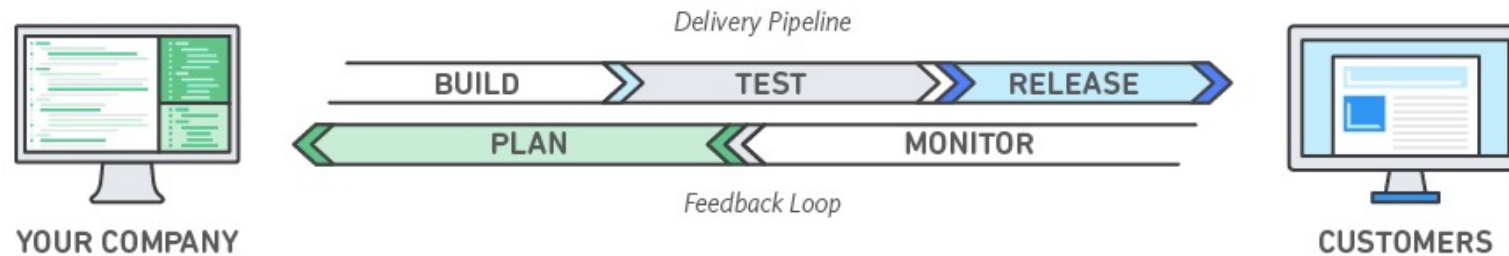 Delivery Pipeline
BUILD TEST RELEASE
PLAN MONITOR
Feedback Loop
YOUR COMPANY
CUSTOMERS